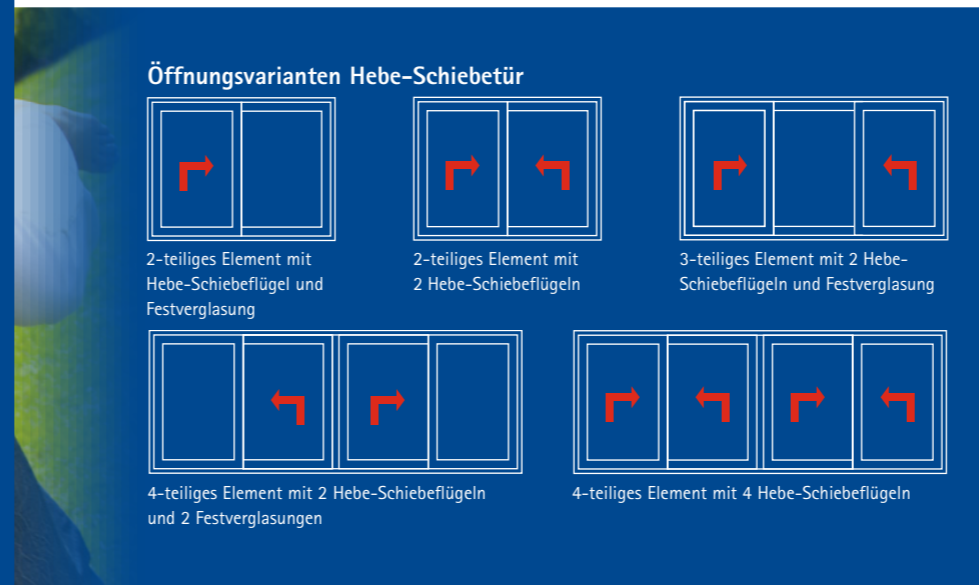 Öffnungsvarianten Hebe-Schiebetür
2-teiliges Element mit
Hebe-Schiebeflügel und
Festverglasung
2-teiliges Element mit
2 Hebe-Schiebeflügeln
3-teiliges Element mit 2 Hebe-
Schiebeflügeln und Festverglasung
4-teiliges Element mit 2 Hebe-Schiebeflügeln
und 2 Festverglasungen
4-teiliges Element mit 4 Hebe-Schiebeflügeln